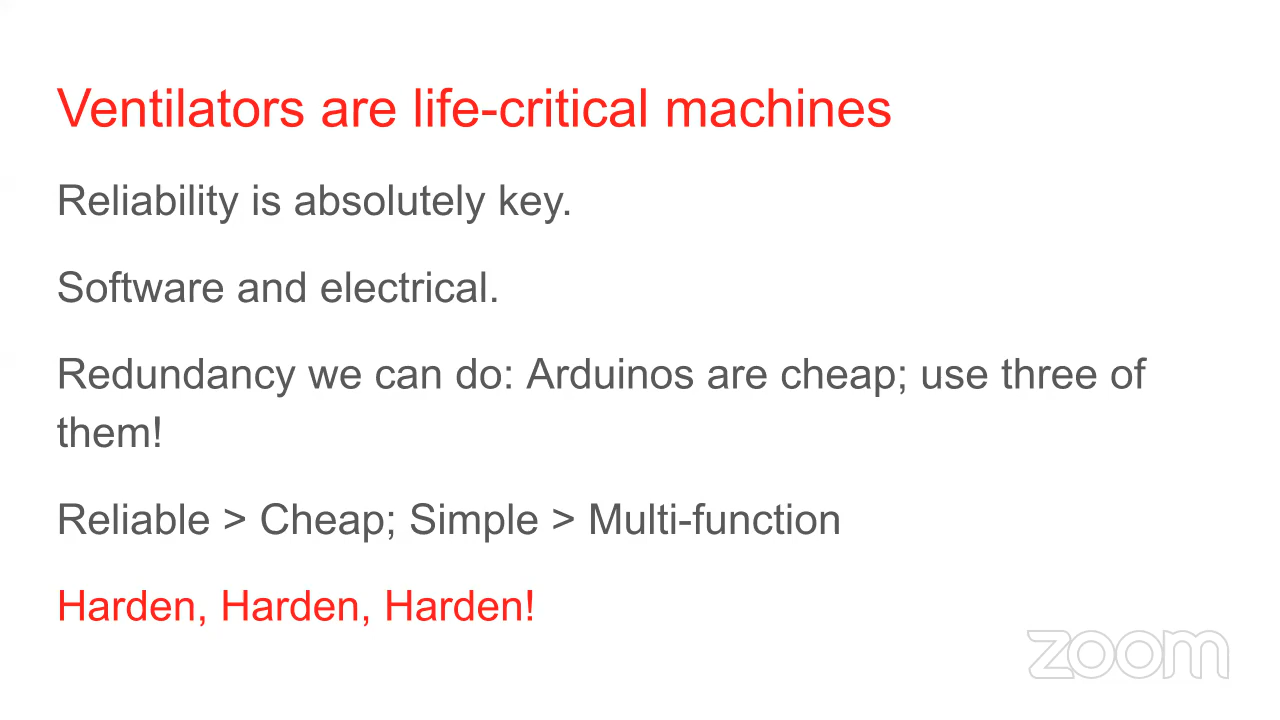 Ventilators are life-critical machines
Reliability is absolutely key.
Software and electrical.
Redundancy we can do: Arduinos are cheap; use three of
them!
Reliable > Cheap; Simple > Multi-function
Harden, Harden, Harden!
zoom